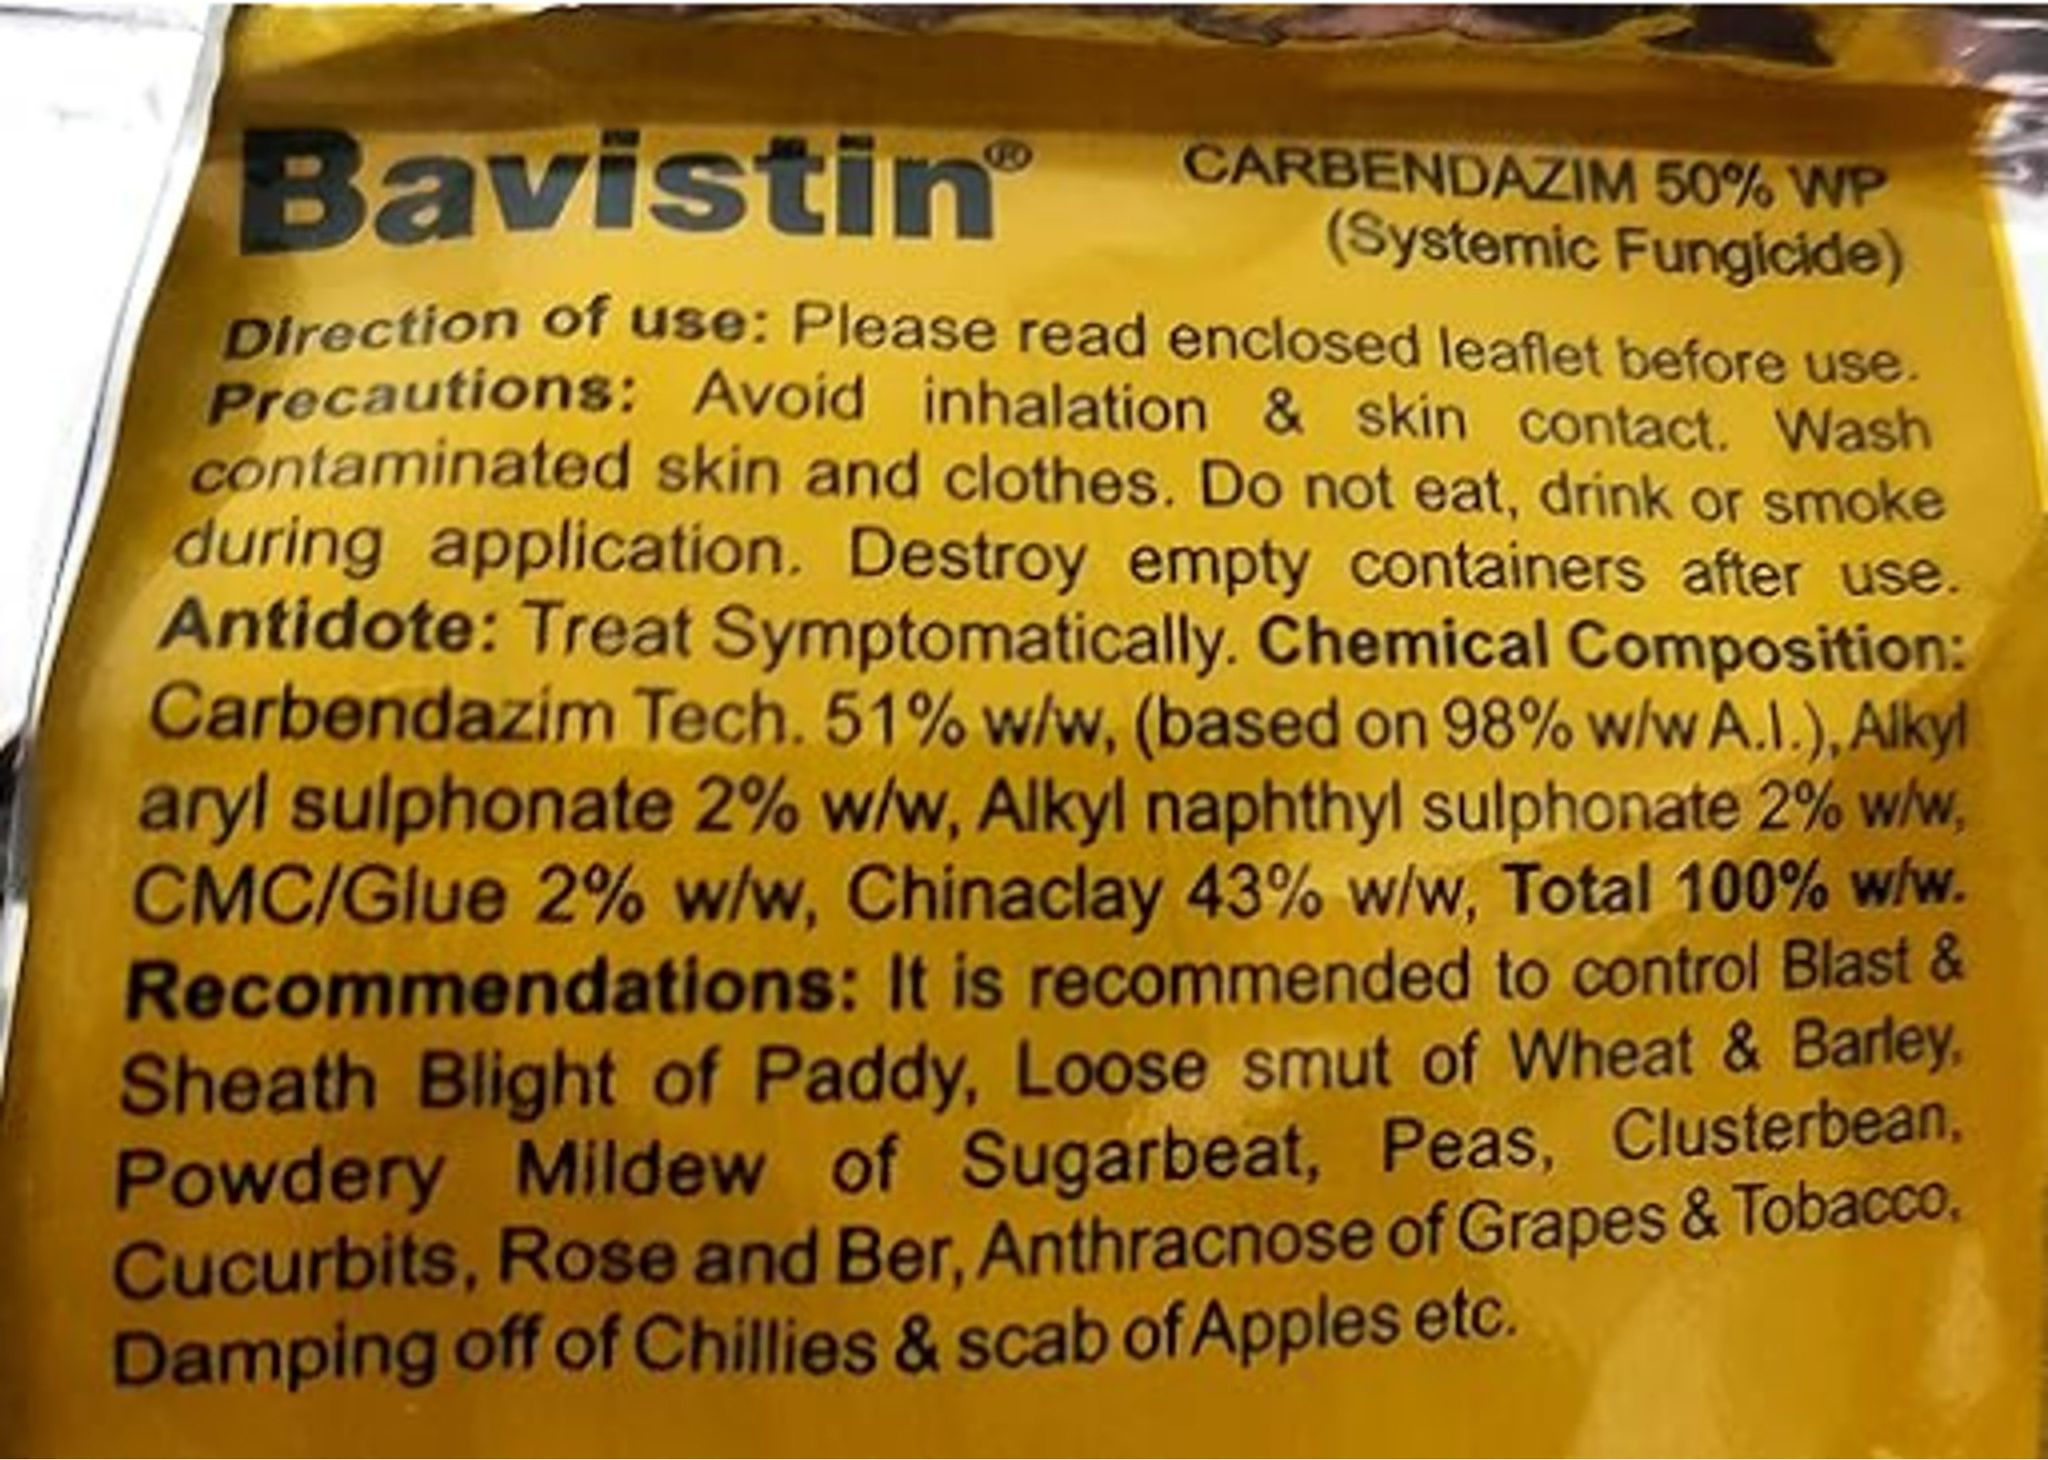 Bavistin® CARBENDAZIM 50% WP
(Systemic Fungicide)
Direction of use: Please read enclosed leaflet before use.
Precautions: Avoid inhalation & skin contact. Wash
contaminated skin and clothes. Do not eat, drink or smoke
during application. Destroy empty containers after use.
Antidote: Treat Symptomatically. Chemical Composition:
Carbendazim Tech. 51% w/w, (based on 98% w/w A.I.), Alkyl
aryl sulphonate 2% w/w, Alkyl naphthyl sulphonate 2% w/w,
CMC/Glue 2% w/w, Chinaclay 43% w/w, Total 100% w/w.
Recommendations: It is recommended to control Blast &
Sheath Blight of Paddy, Loose smut of Wheat & Barley,
Powdery Mildew of Sugarbeat, Peas, Clusterbean,
Cucurbits, Rose and Ber, Anthracnose of Grapes & Tobacco,
Damping off of Chillies & scab of Apples etc.